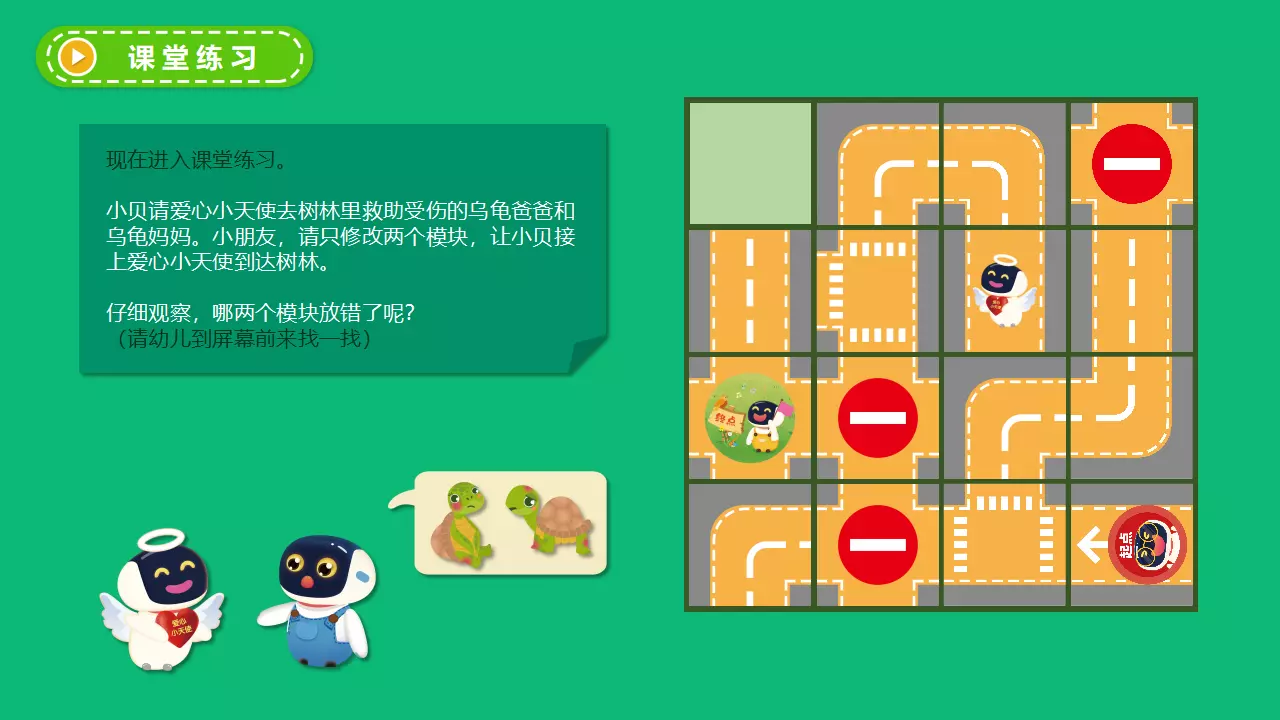 课堂练习
现在进入课堂练习。
小贝请爱心小天使去树林里救助受伤的乌龟爸爸和
乌龟妈妈。小朋友，请只修改两个模块，让小贝接
上爱心小天使到达树林。
仔细观察，哪两个模块放错了呢？
（请幼儿到屏幕前来找一找）
爱心
小天使
终点
起点
爱心
小天使